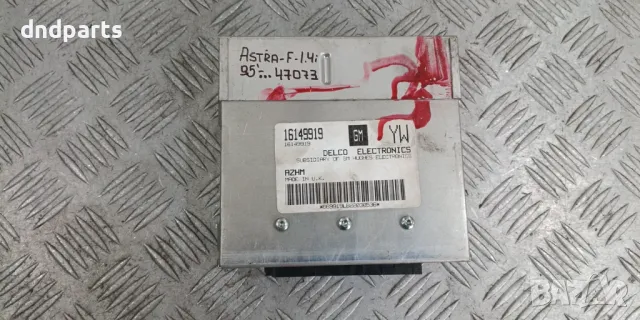 dndparts
ASTRA-F-1.4i
95'... 47073
16149919
16149919
GM
YW
DELCO ELECTRONICS
SUBSIDIARY OF GM HUGHES ELECTRONICS
AZHM
MADE IN U.K.
BAZAR